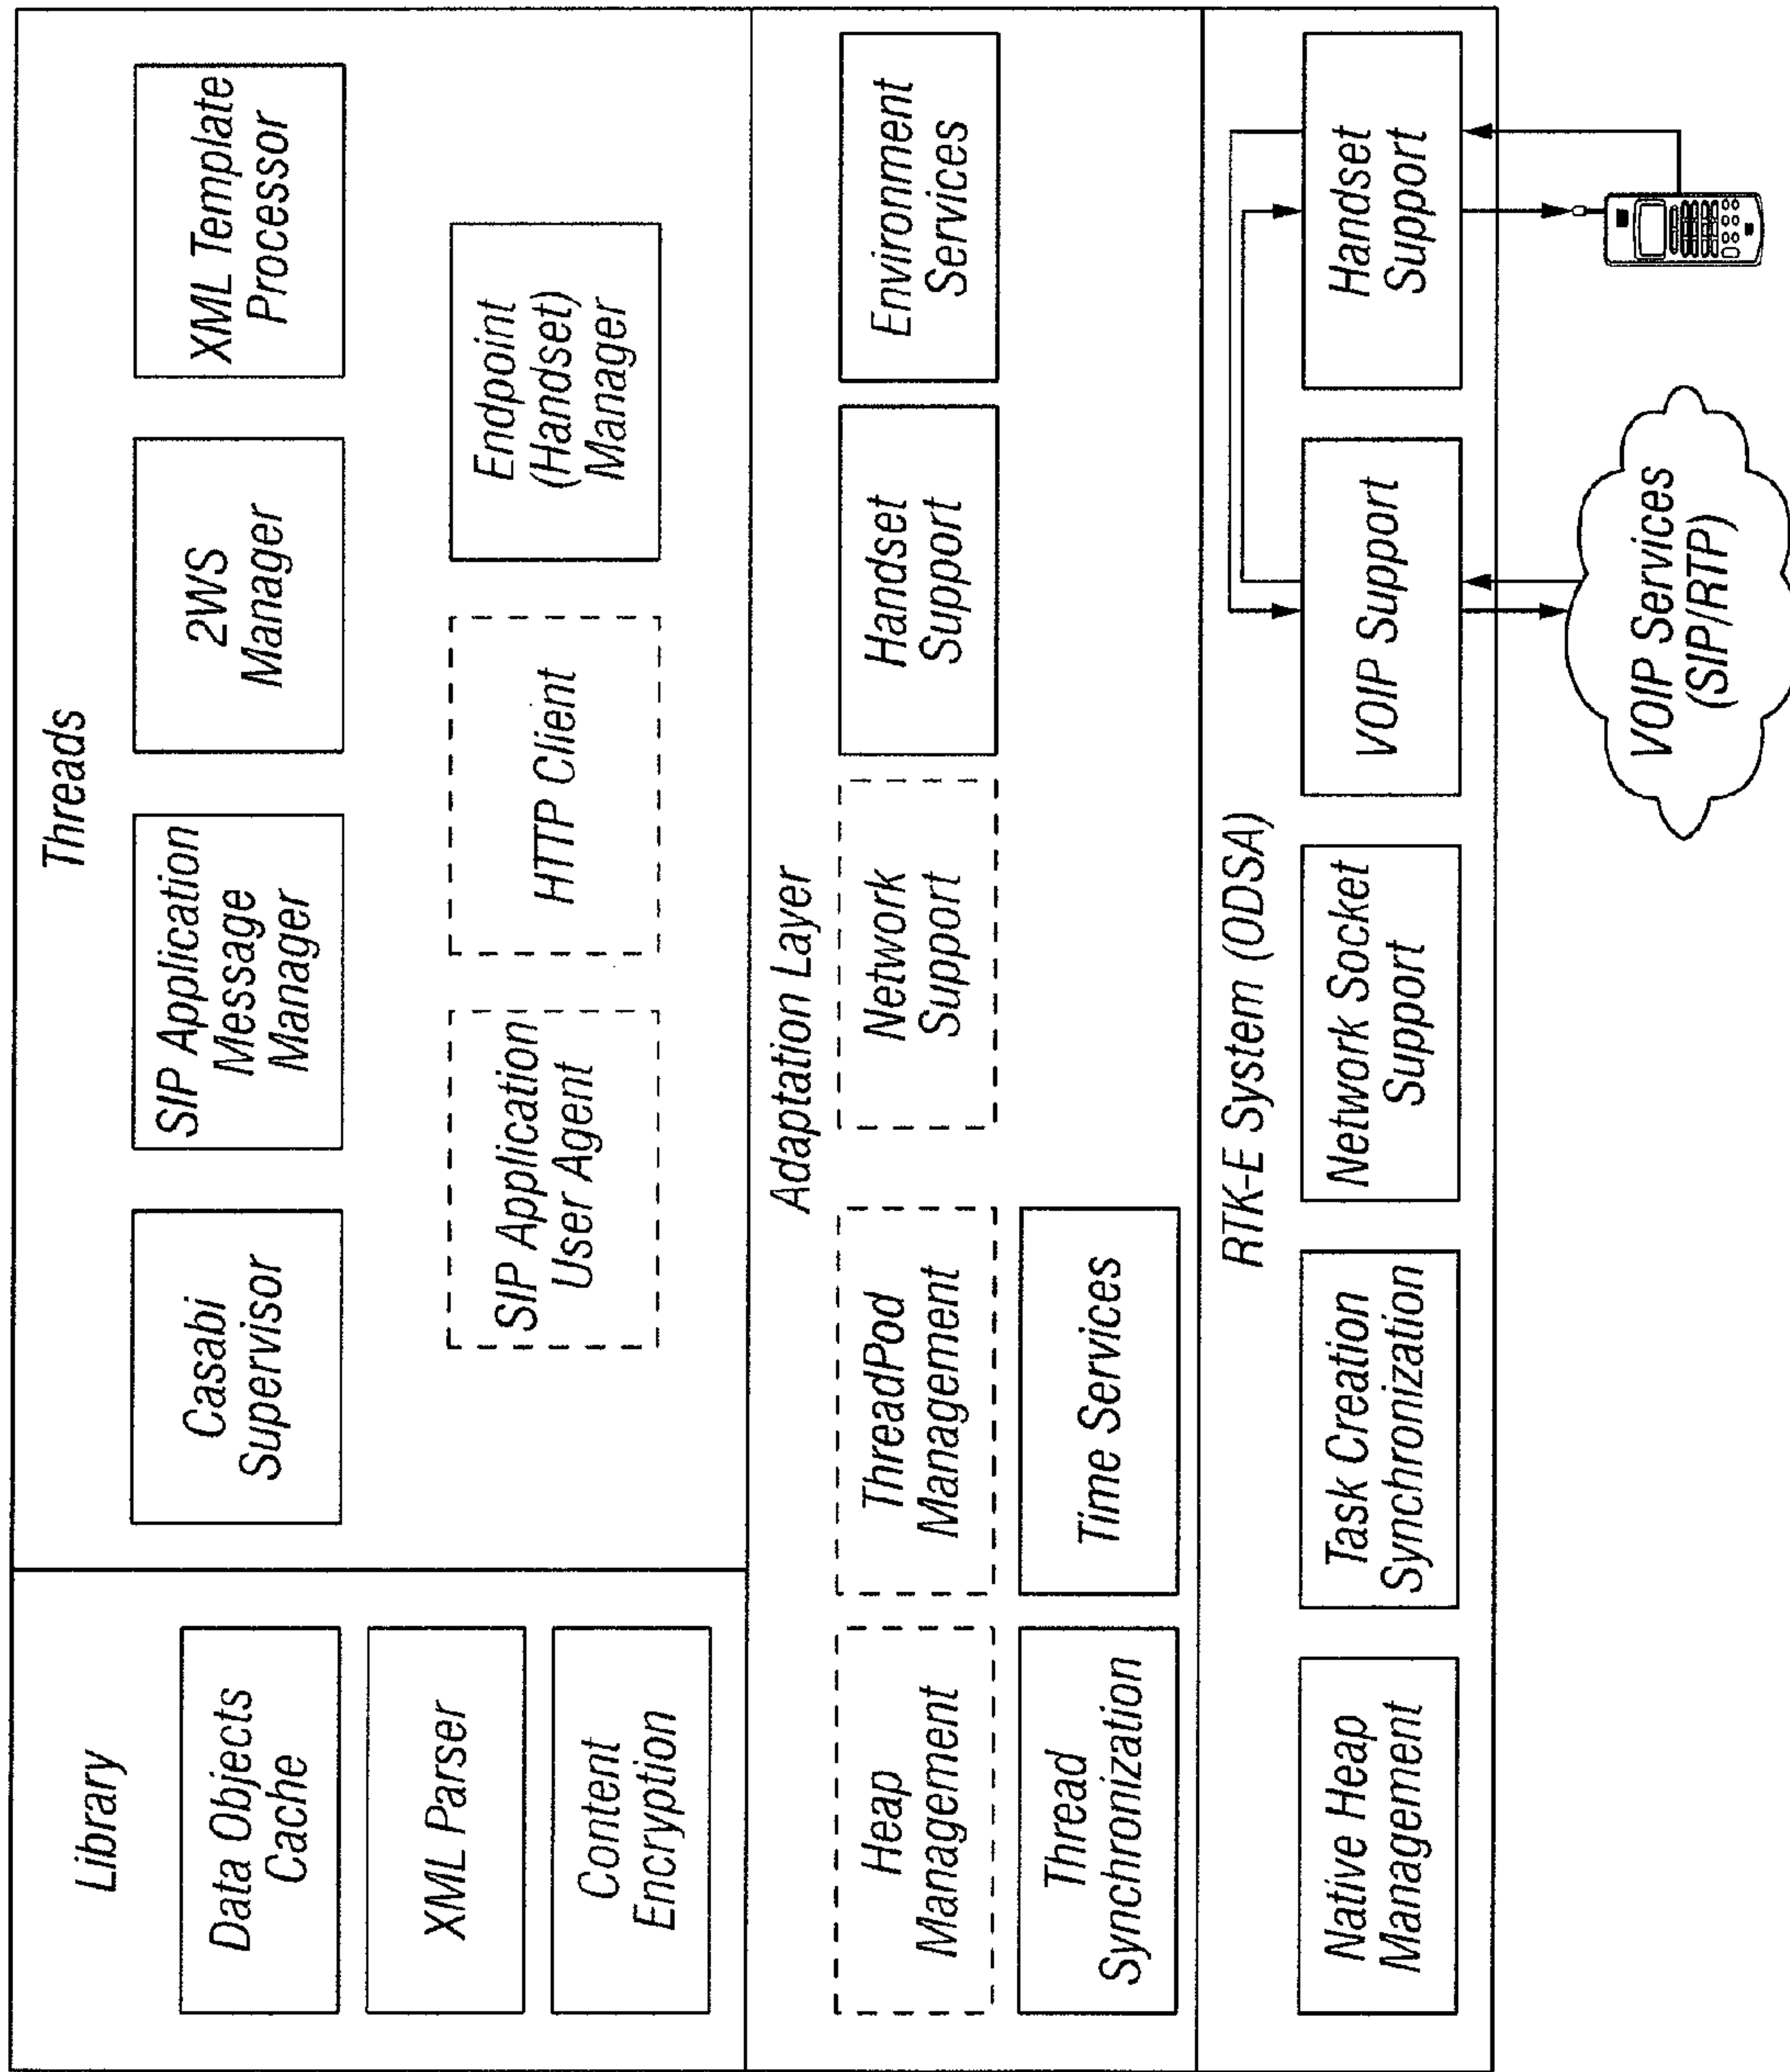 Library
Data Objects
Cache
XML Parser
Content
Encryption
Threads
Casabi
Supervisor
SIP Application
Message
Manager
2WS
Manager
XML Template
Processor
SIP Application
User Agent
HTTP Client
Endpoint
(Handset)
Manager
Adaptation Layer
Heap
Management
ThreadPod
Management
Network
Support
Handset
Support
Environment
Services
Thread
Synchronization
Time Services
RTK-E System (ODSA)
Native Heap
Management
Task Creation
Synchronization
Network Socket
Support
VOIP Support
Handset
Support
VOIP Services
(SIP/RTP)